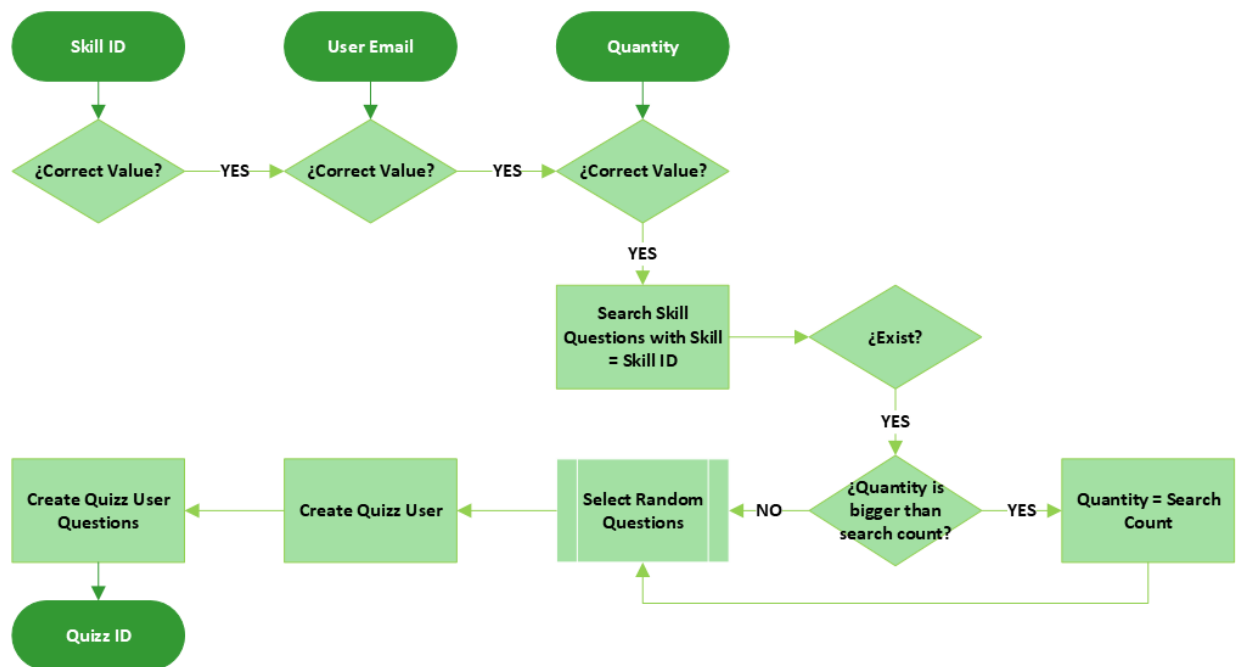 Skill ID
User Email
Quantity
¿Correct Value?
YES
¿Correct Value?
YES
¿Correct Value?
YES
Search Skill
Questions with Skill
= Skill ID
¿Exist?
YES
Create Quizz User
Questions
Create Quizz User
Select Random
Questions
NO
¿Quantity is
bigger than
search count?
YES
Quantity = Search
Count
Quizz ID